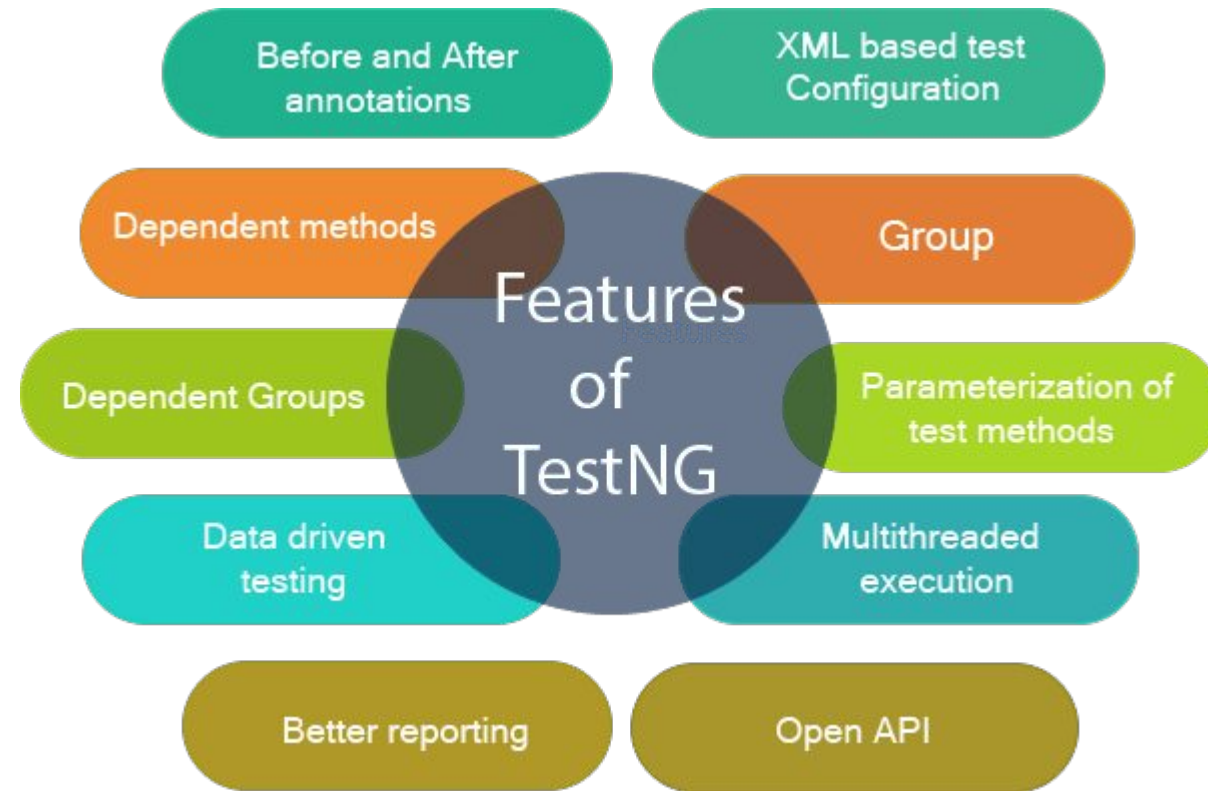 Before and After
annotations
XML based test
Configuration
Dependent methods
Group
Features
of
TestNG
Dependent Groups
Parameterization of
test methods
Data driven
testing
Multithreaded
execution
Better reporting
Open API